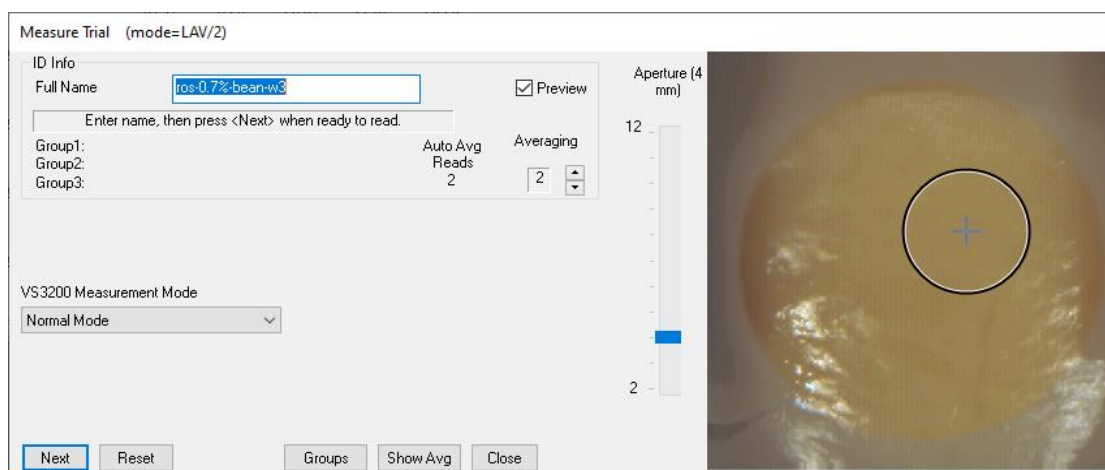 Measure Trial (mode=LAV/2)
ID Info
Full Name ros-0.7%-bean-w3
Preview
Enter name, then press <Next> when ready to read.
Group1:
Group2:
Group3:
Auto Avg
Reads
2
Averaging
2
Aperture (4
mm)
12
2
VS3200 Measurement Mode
Normal Mode
Next Reset Groups Show Avg Close